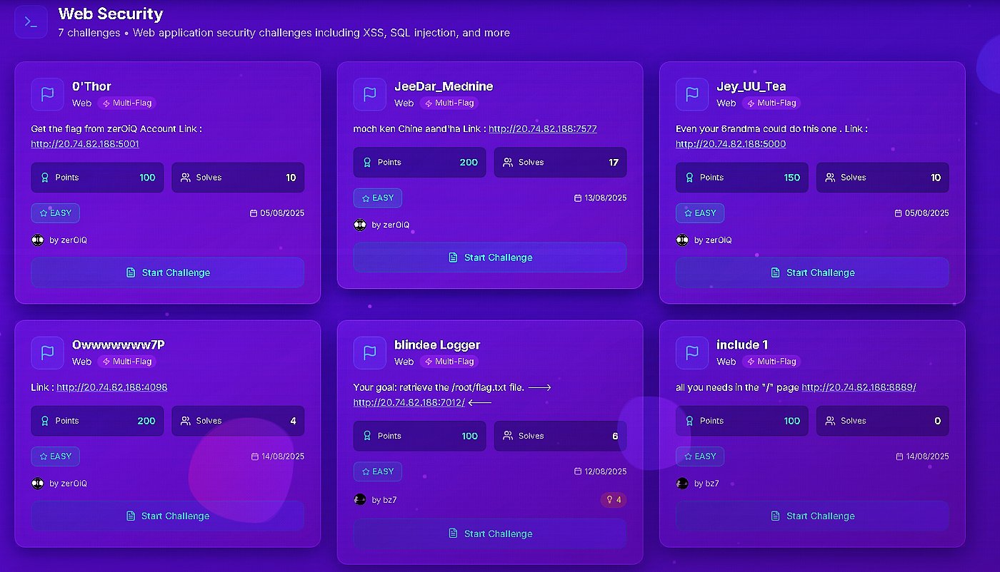 Web Security
7 challenges • Web application security challenges including XSS, SQL injection, and more
0'Thor
Web Multi-Flag
Get the flag from zerOiQ Account Link :
http://20.74.82.188:5001
Points 100 Solves 10
EASY 05/08/2025
by zerOiQ
Start Challenge
JeeDar_Mednine
Web Multi-Flag
moch ken Chine aand'ha Link : http://20.74.82.188:7577
Points 200 Solves 17
EASY 13/08/2025
by zerOiQ
Start Challenge
Jey_UU_Tea
Web Multi-Flag
Even your 6randma could do this one . Link :
http://20.74.82.188:5000
Points 150 Solves 10
EASY 05/08/2025
by zerOiQ
Start Challenge
Owwwwwww7P
Web Multi-Flag
Link : http://20.74.82.188:4098
Points 200 Solves 4
EASY 14/08/2025
by zerOiQ
Start Challenge
blindee Logger
Web Multi-Flag
Your goal: retrieve the /root/flag.txt file. ——>
http://20.74.82.188:7012/ <——
Points 100 Solves 6
EASY 12/08/2025
by bz7 4
Start Challenge
include 1
Web Multi-Flag
all you needs in the "/" page http://20.74.82.188:8889/
Points 100 Solves 0
EASY 14/08/2025
by bz7
Start Challenge